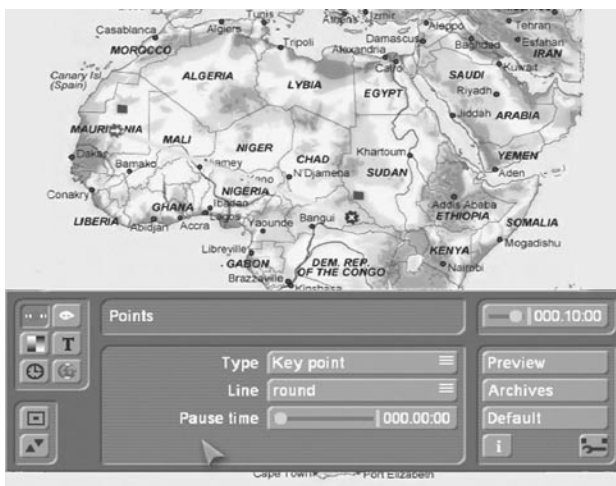 Tunis
Izmir
Aleppo
Tehran
Casablanca
Algiers
Athens
Damascus
Baghdad
Esfahan
MOROCCO
Tripoli
Alexandria
IRAN
Cairo
Kuwait
Canary Isl
(Spain)
ALGERIA
LYBIA
EGYPT
SAUDI
Riyadh
Jiddah
ARABIA
MALI
NIGER
CHAD
Khartoum
SUDAN
YEMEN
Aden
Dakar
Bamako
N'Djamena
NIGERIA
Conakry
GHANA
Ibadan
Lagos
Addis Ababa
ETHIOPIA
SOMALIA
LIBERIA
Abidjan
Accra
Yaounde
Bangui
Mogadishu
Libreville
GABON
DEM. REP.
OF THE CONGO
KENYA
Nairobi
Brazzaville
Kinshasa
Points
000.10:00
T
Type Key point
Line round
Pause time 000.00:00
Preview
Archives
Default
i
Cape Town
Port Elizabeth